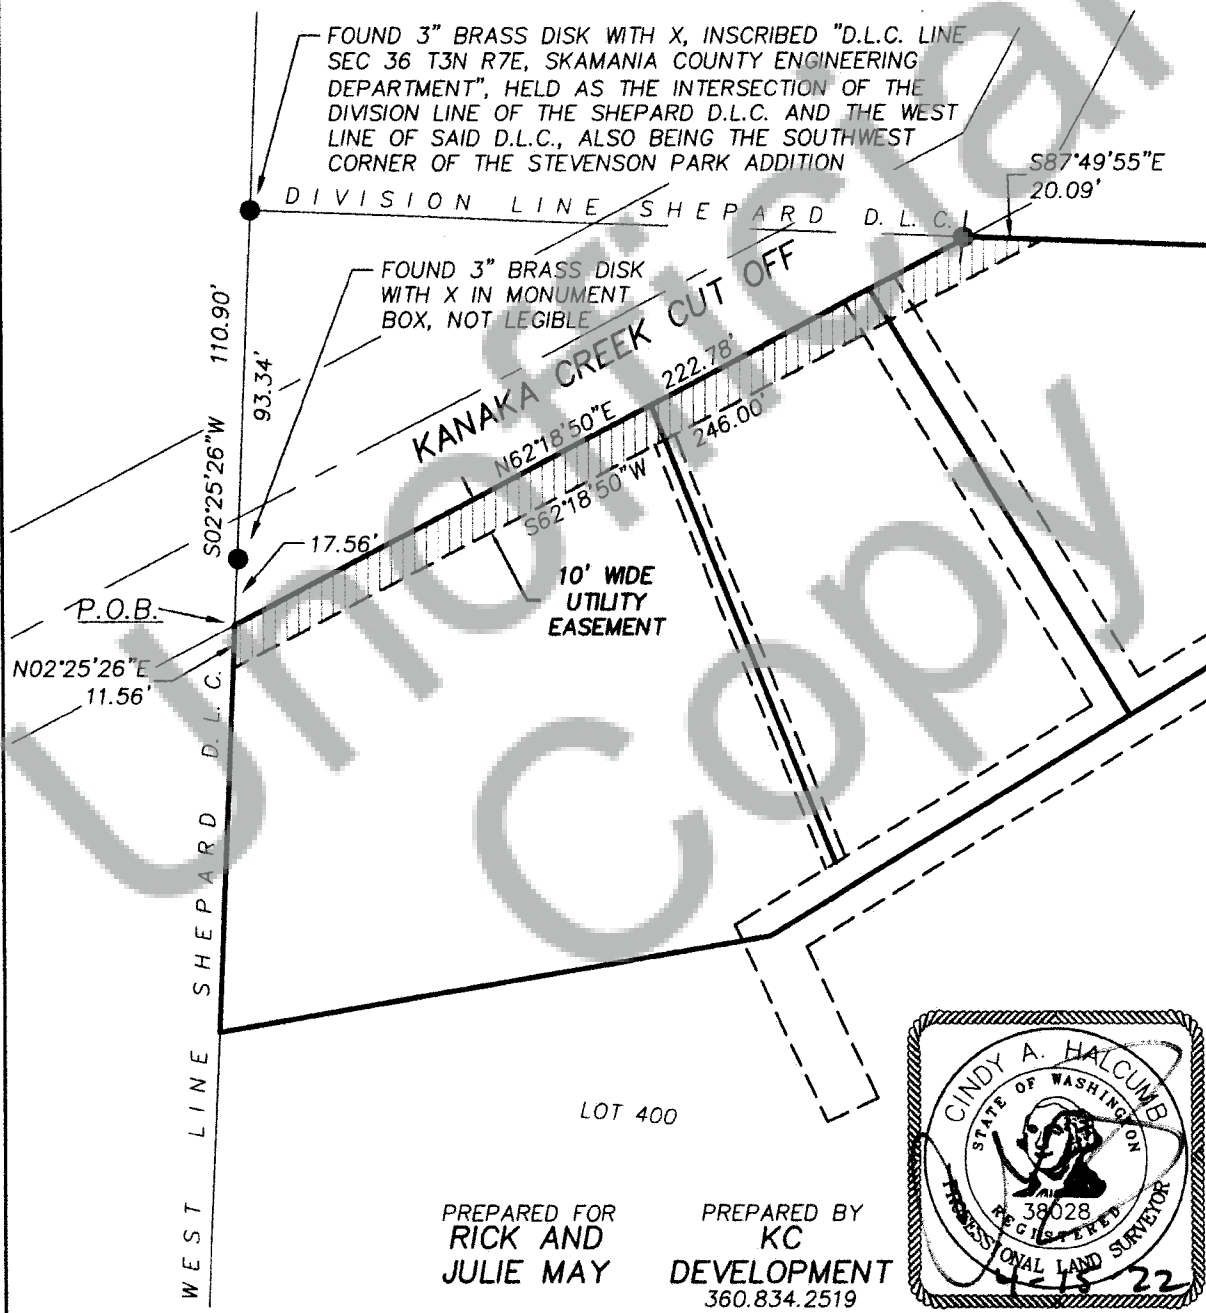 FOUND 3" BRASS DISK WITH X, INSCRIBED "D.L.C. LINE
SEC 36 T3N R7E, SKAMANIA COUNTY ENGINEERING
DEPARTMENT", HELD AS THE INTERSECTION OF THE
DIVISION LINE OF THE SHEPARD D.L.C. AND THE WEST
LINE OF SAID D.L.C., ALSO BEING THE SOUTHWEST
CORNER OF THE STEVENSON PARK ADDITION
S87°49'55"E
20.09'
DIVISION LINE SHEPARD D.L.C.
FOUND 3" BRASS DISK
WITH X IN MONUMENT
BOX, NOT LEGIBLE
KANAKA CREEK CUT OFF
S02°25'26"W 110.90'
93.34'
N62°18'50"E 222.78'
S62°18'50"W 246.00'
17.56'
10' WIDE
UTILITY
EASEMENT
P.O.B.
N02°25'26"E
11.56'
WEST LINE SHEPARD D.L.C.
LOT 400
PREPARED FOR
RICK AND
JULIE MAY
PREPARED BY
KC
DEVELOPMENT
360.834.2519
CINDY A. HALCUMB
STATE OF WASHINGTON
38028
REGISTERED
PROFESSIONAL LAND SURVEYOR
4-15-22
Unofficial
Copy